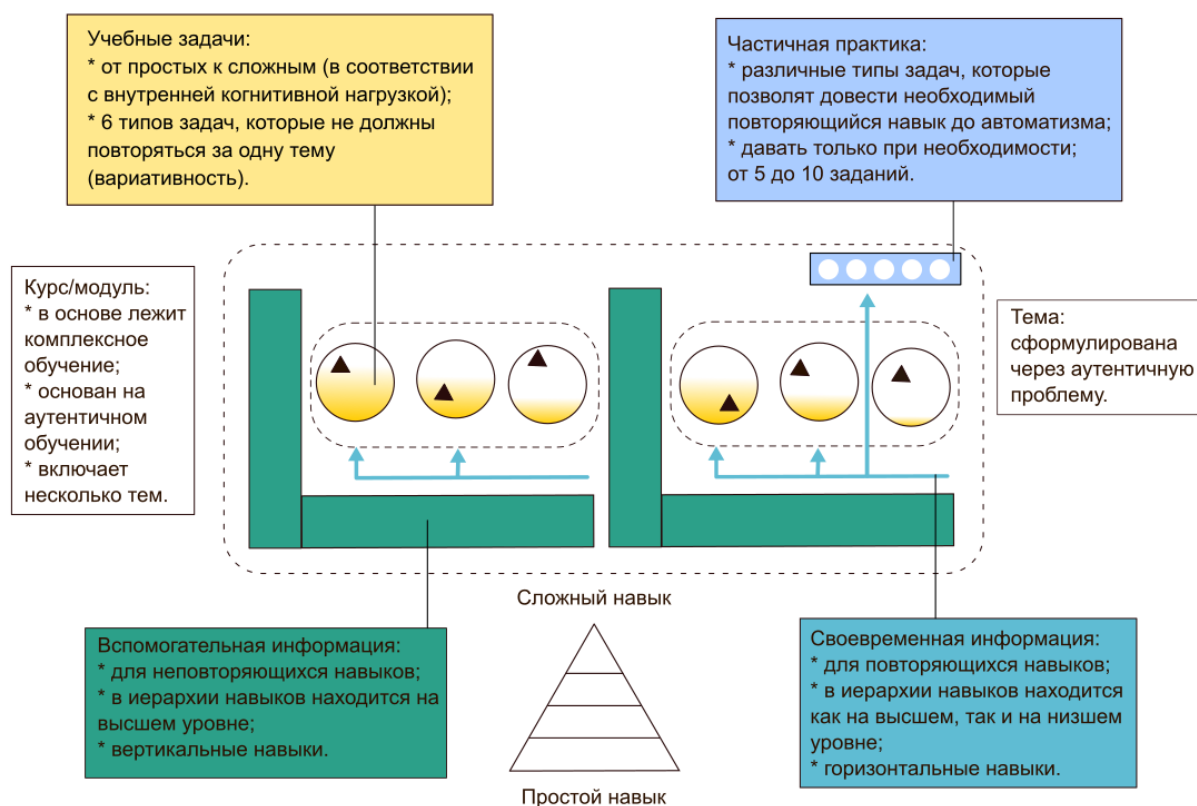 Учебные задачи:
* от простых к сложным (в соответствии
с внутренней когнитивной нагрузкой);
* 6 типов задач, которые не должны
повторяться за одну тему
(вариативность).
Частичная практика:
* различные типы задач, которые
позволят довести необходимый
повторяющийся навык до автоматизма;
* давать только при необходимости;
от 5 до 10 заданий.
Курс/модуль:
* в основе лежит
комплексное
обучение;
* основан на
аутентичном
обучении;
* включает
несколько тем.
Тема:
сформулирована
через аутентичную
проблему.
Сложный навык
Вспомогательная информация:
* для неповторяющихся навыков;
* в иерархии навыков находится на
высшем уровне;
* вертикальные навыки.
Своевременная информация:
* для повторяющихся навыков;
* в иерархии навыков находится
как на высшем, так и на низшем
уровне;
* горизонтальные навыки.
Простой навык